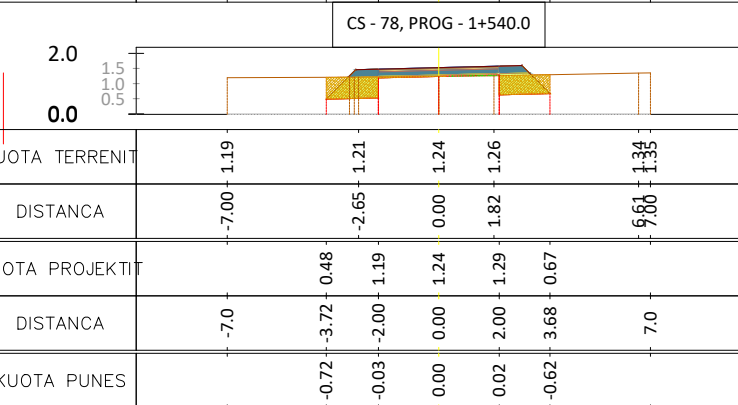 CS - 78, PROG - 1+540.0
2.0
1.5
1.0
0.5
0.0
UOTA TERRENIT 1.19 1.21 1.24 1.26 1.34 1.35
DISTANCA -7.00 -2.65 0.00 1.82 6.61 7.00
OTA PROJEKTIT 0.48 1.19 1.24 1.29 0.67
DISTANCA -7.0 -3.72 -2.00 0.00 2.00 3.68 7.0
KUOTA PUNES -0.72 -0.03 0.00 0.02 -0.62